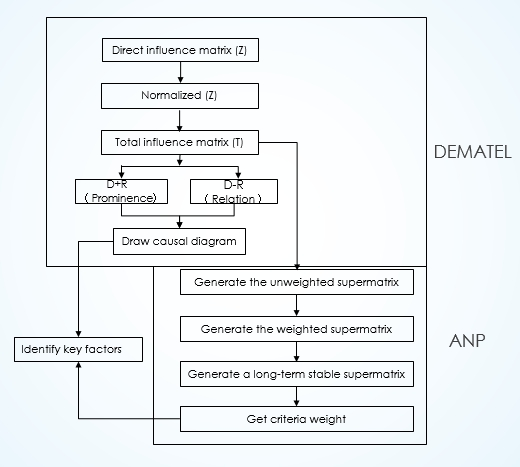 Direct influence matrix (Z)
Normalized (Z)
Total influence matrix (T)
DEMATEL
D+R
( Prominence)
D-R
( Relation )
Draw causal diagram
Generate the unweighted supermatrix
Generate the weighted supermatrix
ANP
Identify key factors
Generate a long-term stable supermatrix
Get criteria weight